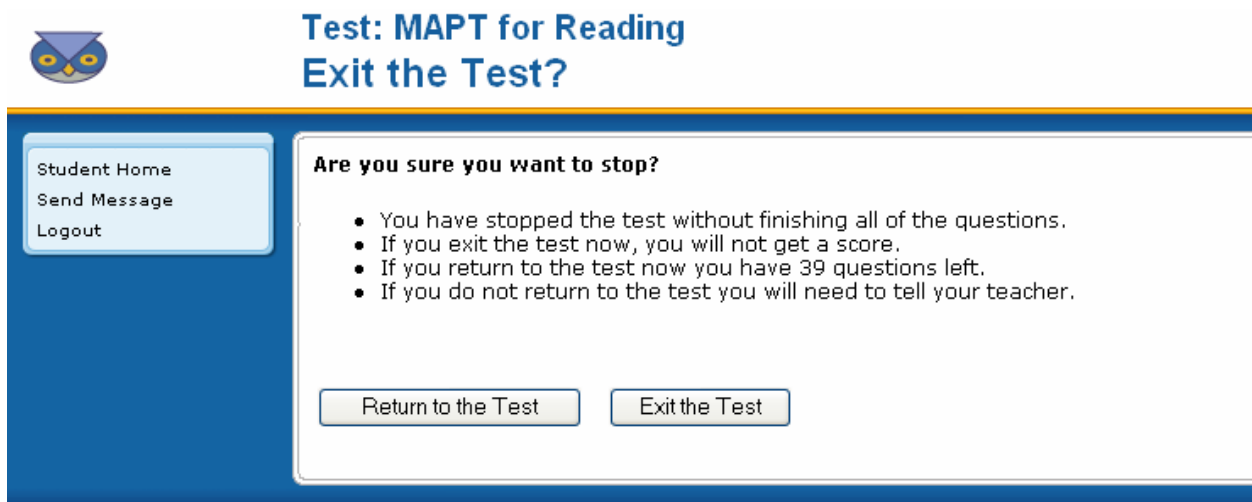 Test: MAPT for Reading
Exit the Test?
Student Home
Send Message
Logout
Are you sure you want to stop?
• You have stopped the test without finishing all of the questions.
• If you exit the test now, you will not get a score.
• If you return to the test now you have 39 questions left.
• If you do not return to the test you will need to tell your teacher.
Return to the Test
Exit the Test